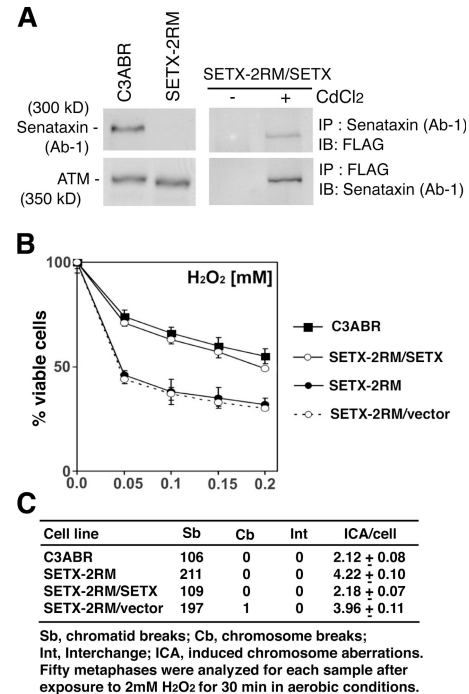 A
C3ABR
SETX-2RM
SETX-2RM/SETX
- + CdCl2
(300 kD)
Senataxin -
(Ab-1)
IP : Senataxin (Ab-1)
IB: FLAG
ATM -
(350 kD)
IP : FLAG
IB: Senataxin (Ab-1)
B
H2O2 [mM]
% viable cells
100
50
0
0.0 0.05 0.1 0.15 0.2
C3ABR
SETX-2RM/SETX
SETX-2RM
SETX-2RM/vector
C
Cell line Sb Cb Int ICA/cell
C3ABR 106 0 0 2.12 ± 0.08
SETX-2RM 211 0 0 4.22 ± 0.10
SETX-2RM/SETX 109 0 0 2.18 ± 0.07
SETX-2RM/vector 197 1 0 3.96 ± 0.11
Sb, chromatid breaks; Cb, chromosome breaks;
Int, Interchange; ICA, induced chromosome aberrations.
Fifty metaphases were analyzed for each sample after
exposure to 2mM H2O2 for 30 min in aerobic conditions.